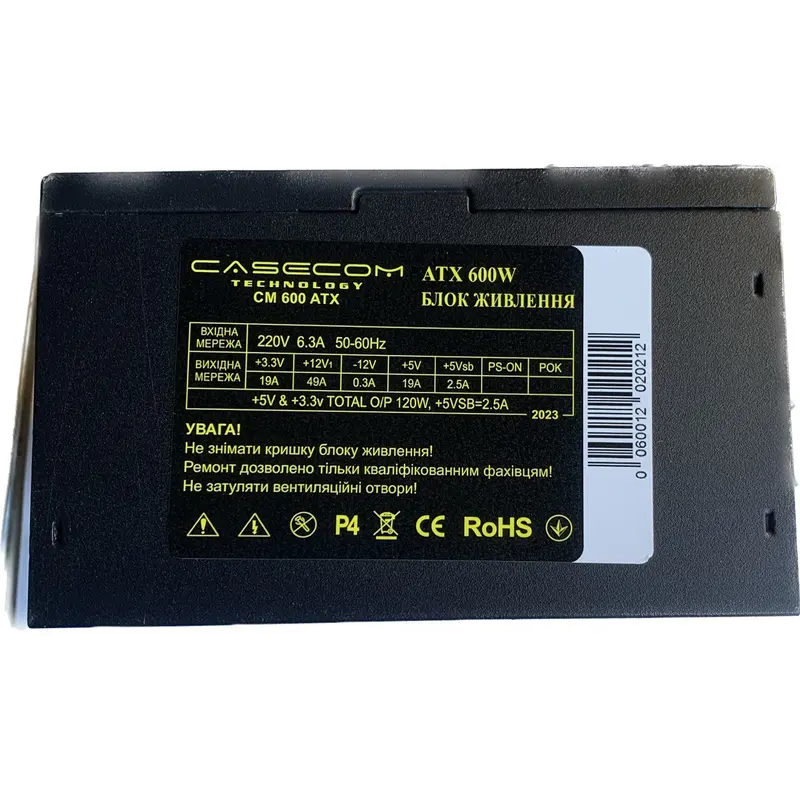 CASECOM
TECHNOLOGY
CM 600 ATX
ATX 600W
БЛОК ЖИВЛЕННЯ
ВХІДНА МЕРЕЖА 220V 6.3A 50-60Hz
ВИХІДНА МЕРЕЖА +3.3V +12V1 -12V +5V +5Vsb PS-ON POK
19A 49A 0.3A 19A 2.5A
+5V & +3.3v TOTAL O/P 120W, +5VSB=2.5A
2023
УВАГА!
Не знімати кришку блоку живлення!
Ремонт дозволено тільки кваліфікованним фахівцям!
Не затуляти вентиляційні отвори!
P4 CE RoHS
0 060012 020212